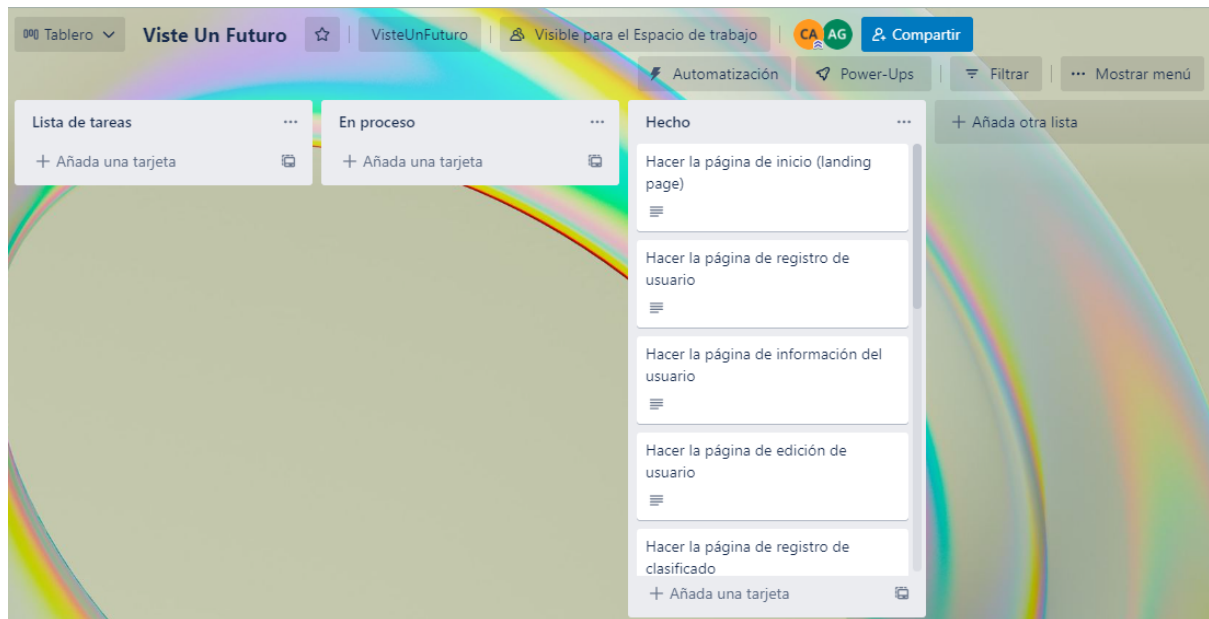 Tablero
Viste Un Futuro
VisteUnFuturo
Visible para el Espacio de trabajo
CA
AG
Compartir
Automatización
Power-Ups
Filtrar
Mostrar menú
Lista de tareas
Añada una tarjeta
En proceso
Añada una tarjeta
Hecho
Hacer la página de inicio (landing
page)
Hacer la página de registro de
usuario
Hacer la página de información del
usuario
Hacer la página de edición de
usuario
Hacer la página de registro de
clasificado
Añada una tarjeta
Añada otra lista